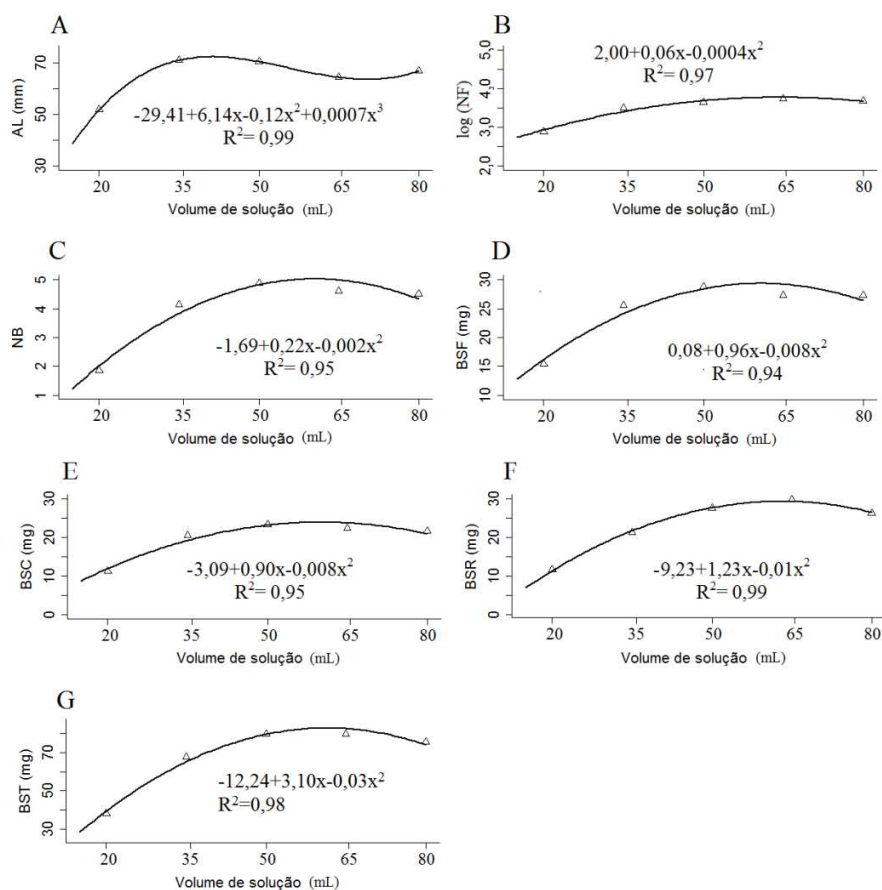 A
AL (mm)
30 50 70
-29,41+6,14x-0,12x²+0,0007x³
R²= 0,99
20 35 50 65 80
Volume de solução (mL)
B
log (NF)
2,0 3,0 4,0 5,0
2,00+0,06x-0,0004x²
R²= 0,97
20 35 50 65 80
Volume de solução (mL)
C
NB
1 2 3 4 5
-1,69+0,22x-0,002x²
R²= 0,95
20 35 50 65 80
Volume de solução (mL)
D
BSF (mg)
10 15 20 25 30
0,08+0,96x-0,008x²
R²= 0,94
20 35 50 65 80
Volume de solução (mL)
E
BSC (mg)
0 10 20 30
-3,09+0,90x-0,008x²
R²= 0,95
20 35 50 65 80
Volume de solução (mL)
F
BSR (mg)
0 10 20 30
-9,23+1,23x-0,01x²
R²= 0,99
20 35 50 65 80
Volume de solução (mL)
G
BST (mg)
30 50 70
-12,24+3,10x-0,03x²
R²=0,98
20 35 50 65 80
Volume de solução (mL)